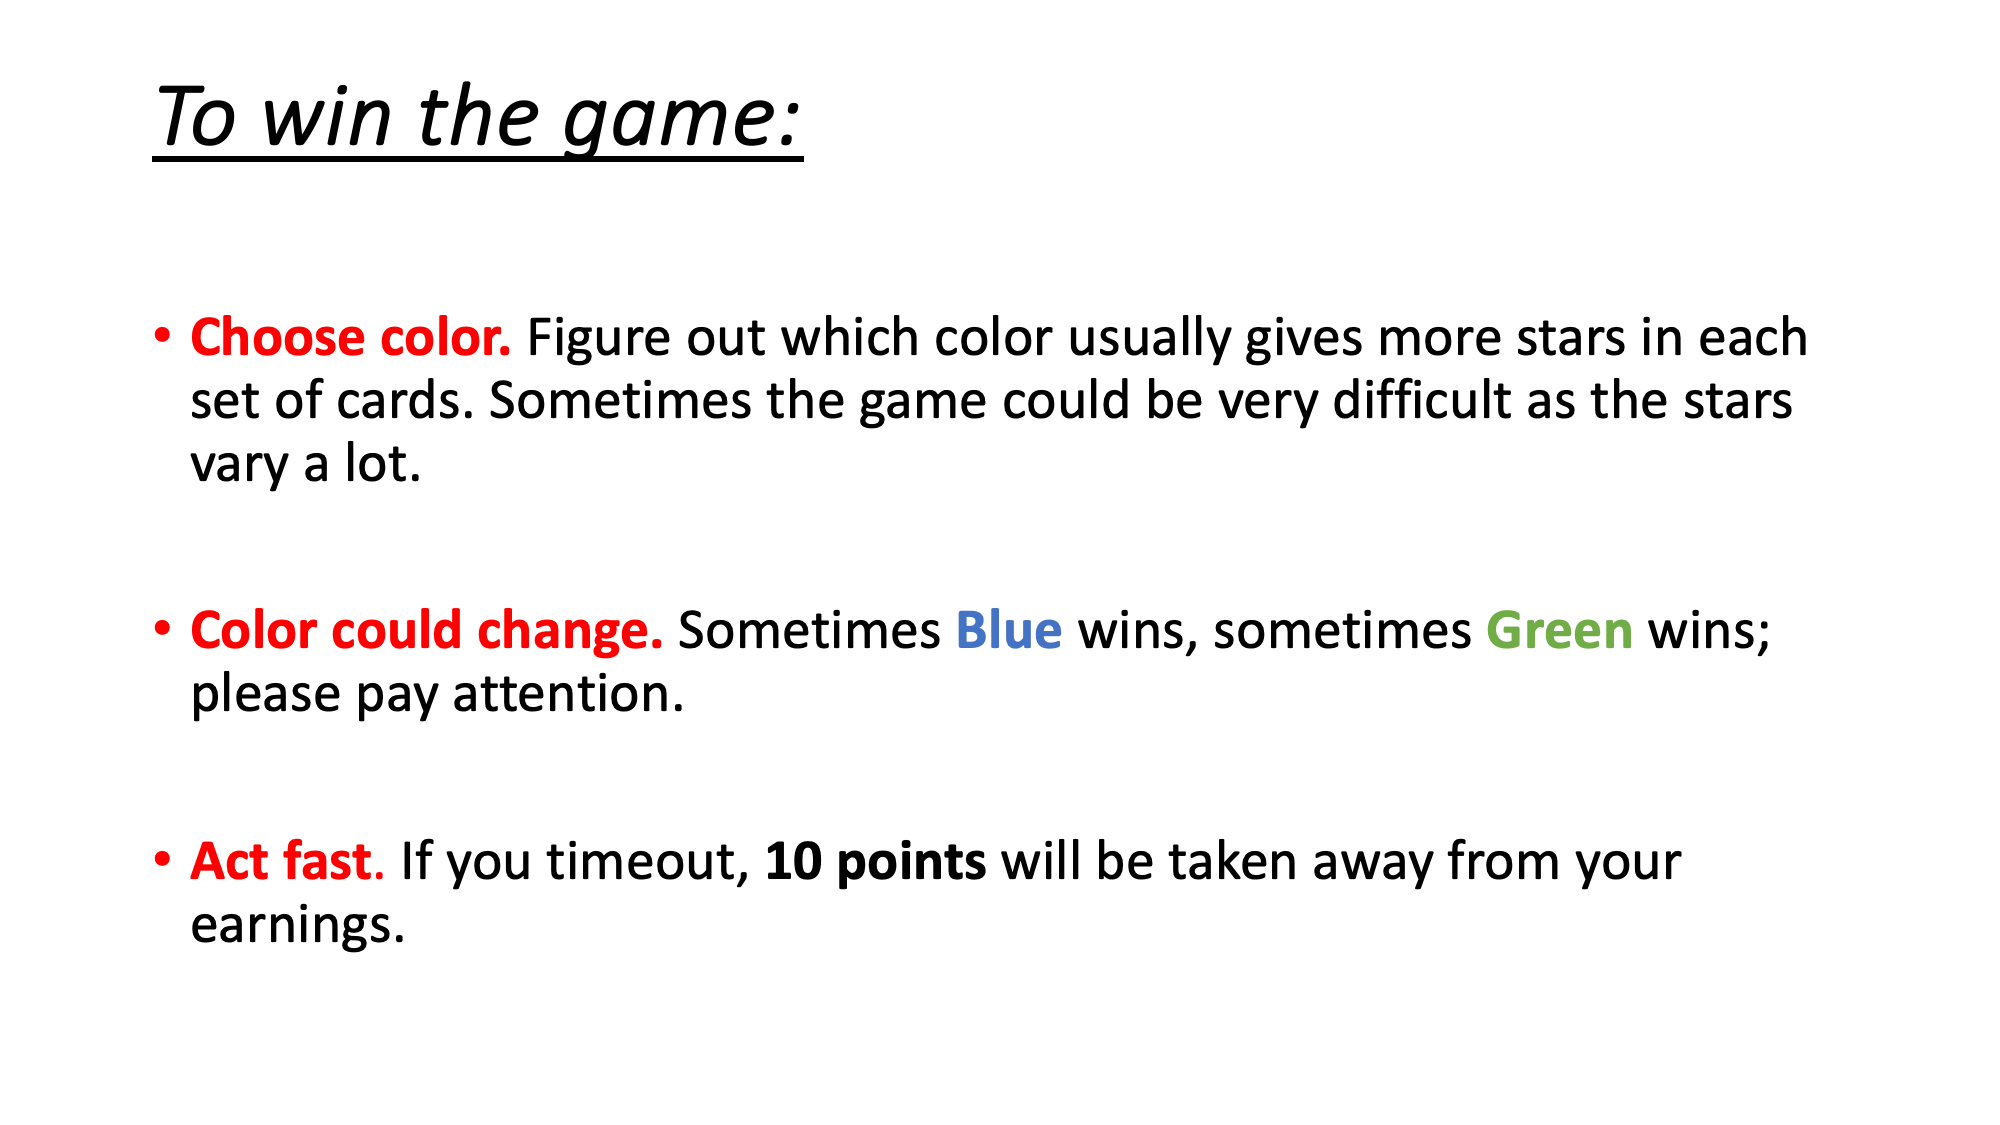 To win the game:
• Choose color. Figure out which color usually gives more stars in each
set of cards. Sometimes the game could be very difficult as the stars
vary a lot.
• Color could change. Sometimes Blue wins, sometimes Green wins;
please pay attention.
• Act fast. If you timeout, 10 points will be taken away from your
earnings.